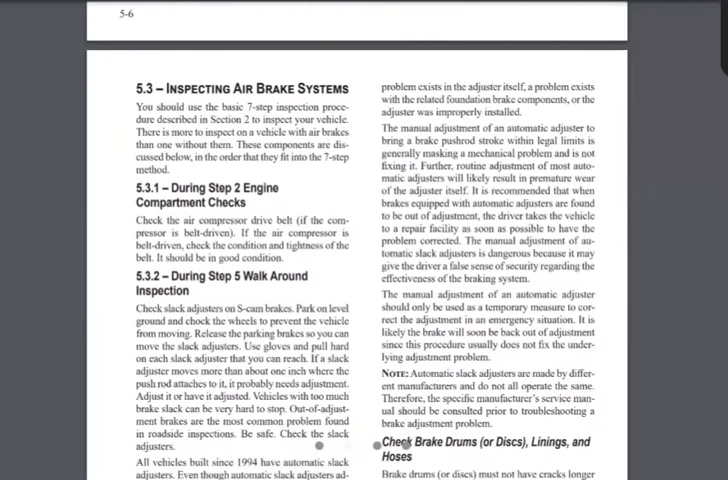 5-6
5.3 – INSPECTING AIR BRAKE SYSTEMS
You should use the basic 7-step inspection proce-
dure described in Section 2 to inspect your vehicle.
There is more to inspect on a vehicle with air brakes
than one without them. These components are dis-
cussed below, in the order that they fit into the 7-step
method.
5.3.1 – During Step 2 Engine
Compartment Checks
Check the air compressor drive belt (if the com-
pressor is belt-driven). If the air compressor is
belt-driven, check the condition and tightness of the
belt. It should be in good condition.
5.3.2 – During Step 5 Walk Around
Inspection
Check slack adjusters on S-cam brakes. Park on level
ground and chock the wheels to prevent the vehicle
from moving. Release the parking brakes so you can
move the slack adjusters. Use gloves and pull hard
on each slack adjuster that you can reach. If a slack
adjuster moves more than about one inch where the
push rod attaches to it, it probably needs adjustment.
Adjust it or have it adjusted. Vehicles with too much
brake slack can be very hard to stop. Out-of-adjust-
ment brakes are the most common problem found
in roadside inspections. Be safe. Check the slack
adjusters.
All vehicles built since 1994 have automatic slack
adjusters. Even though automatic slack adjusters ad-
problem exists in the adjuster itself, a problem exists
with the related foundation brake components, or the
adjuster was improperly installed.
The manual adjustment of an automatic adjuster to
bring a brake pushrod stroke within legal limits is
generally masking a mechanical problem and is not
fixing it. Further, routine adjustment of most auto-
matic adjusters will likely result in premature wear
of the adjuster itself. It is recommended that when
brakes equipped with automatic adjusters are found
to be out of adjustment, the driver takes the vehicle
to a repair facility as soon as possible to have the
problem corrected. The manual adjustment of au-
tomatic slack adjusters is dangerous because it may
give the driver a false sense of security regarding the
effectiveness of the braking system.
The manual adjustment of an automatic adjuster
should only be used as a temporary measure to cor-
rect the adjustment in an emergency situation. It is
likely the brake will soon be back out of adjustment
since this procedure usually does not fix the under-
lying adjustment problem.
NOTE: Automatic slack adjusters are made by differ-
ent manufacturers and do not all operate the same.
Therefore, the specific manufacturer's service man-
ual should be consulted prior to troubleshooting a
brake adjustment problem.
Check Brake Drums (or Discs), Linings, and
Hoses
Brake drums (or discs) must not have cracks longer